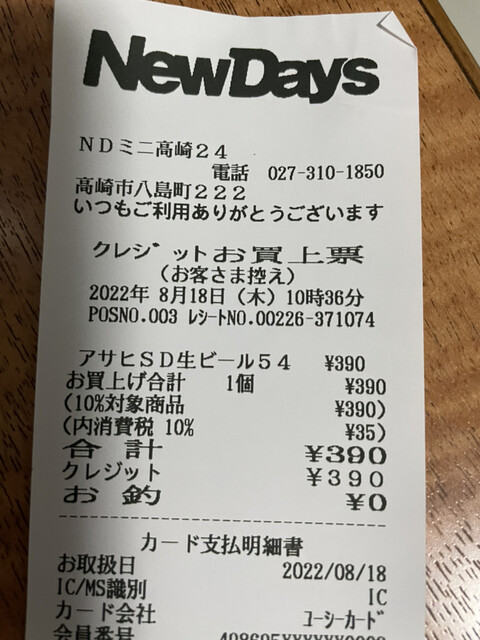 NewDays
NDミニ高崎24
電話 027-310-1850
高崎市八島町222
いつもご利用ありがとうございます
クレジットお買上票
(お客さま控え)
2022年 8月18日(木) 10時36分
POSNO.003 ﾚｼｰﾄNO.00226-371074
アサヒSD生ビール54 ¥390
お買上げ合計 1個 ¥390
(10%対象商品 ¥390)
(内消費税 10% ¥35)
合 計 ¥390
クレジット ¥390
お 釣 ¥0
カード支払明細書
お取扱日 2022/08/18
IC/MS識別 IC
カード会社 ﾕｰｼｰｶｰﾄﾞ
会員番号